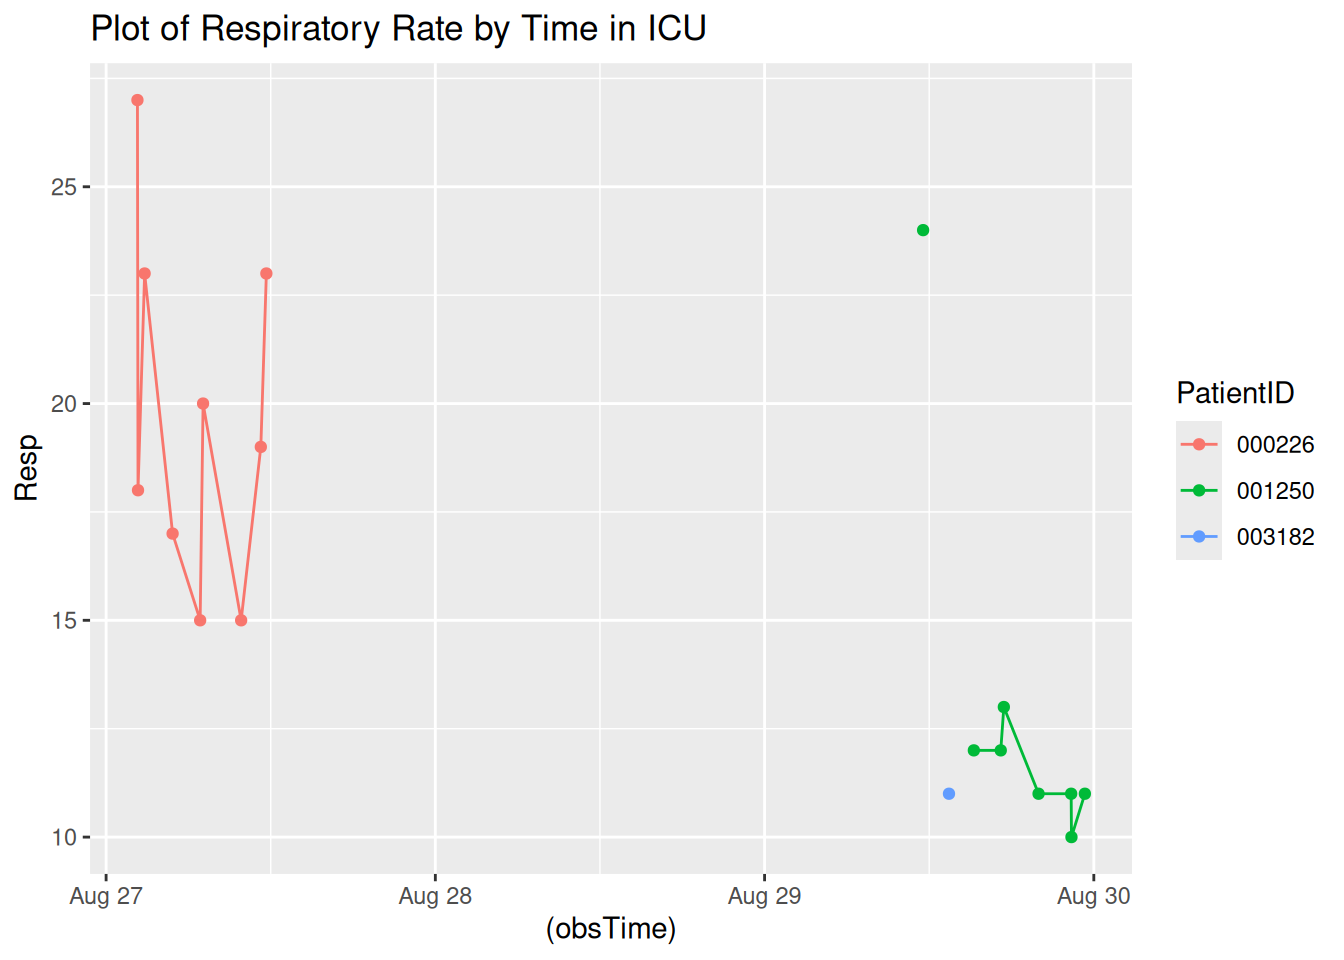 Plot of Respiratory Rate by Time in ICU
25
20
15
10
Resp
Aug 27
Aug 28
Aug 29
Aug 30
(obsTime)
PatientID
000226
001250
003182